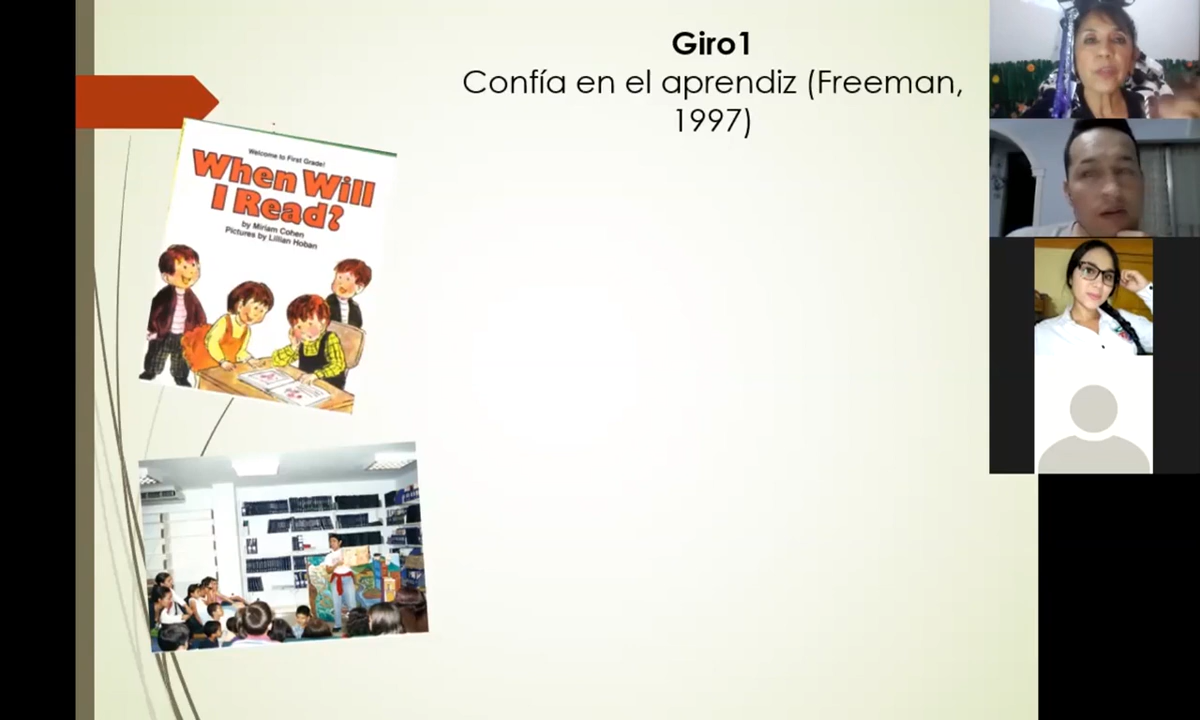 Giro1
Confía en el aprendiz (Freeman,
1997)
Welcome to First Grade!
When Will
I Read?
by Miriam Cohen
Pictures by Lillian Hoban